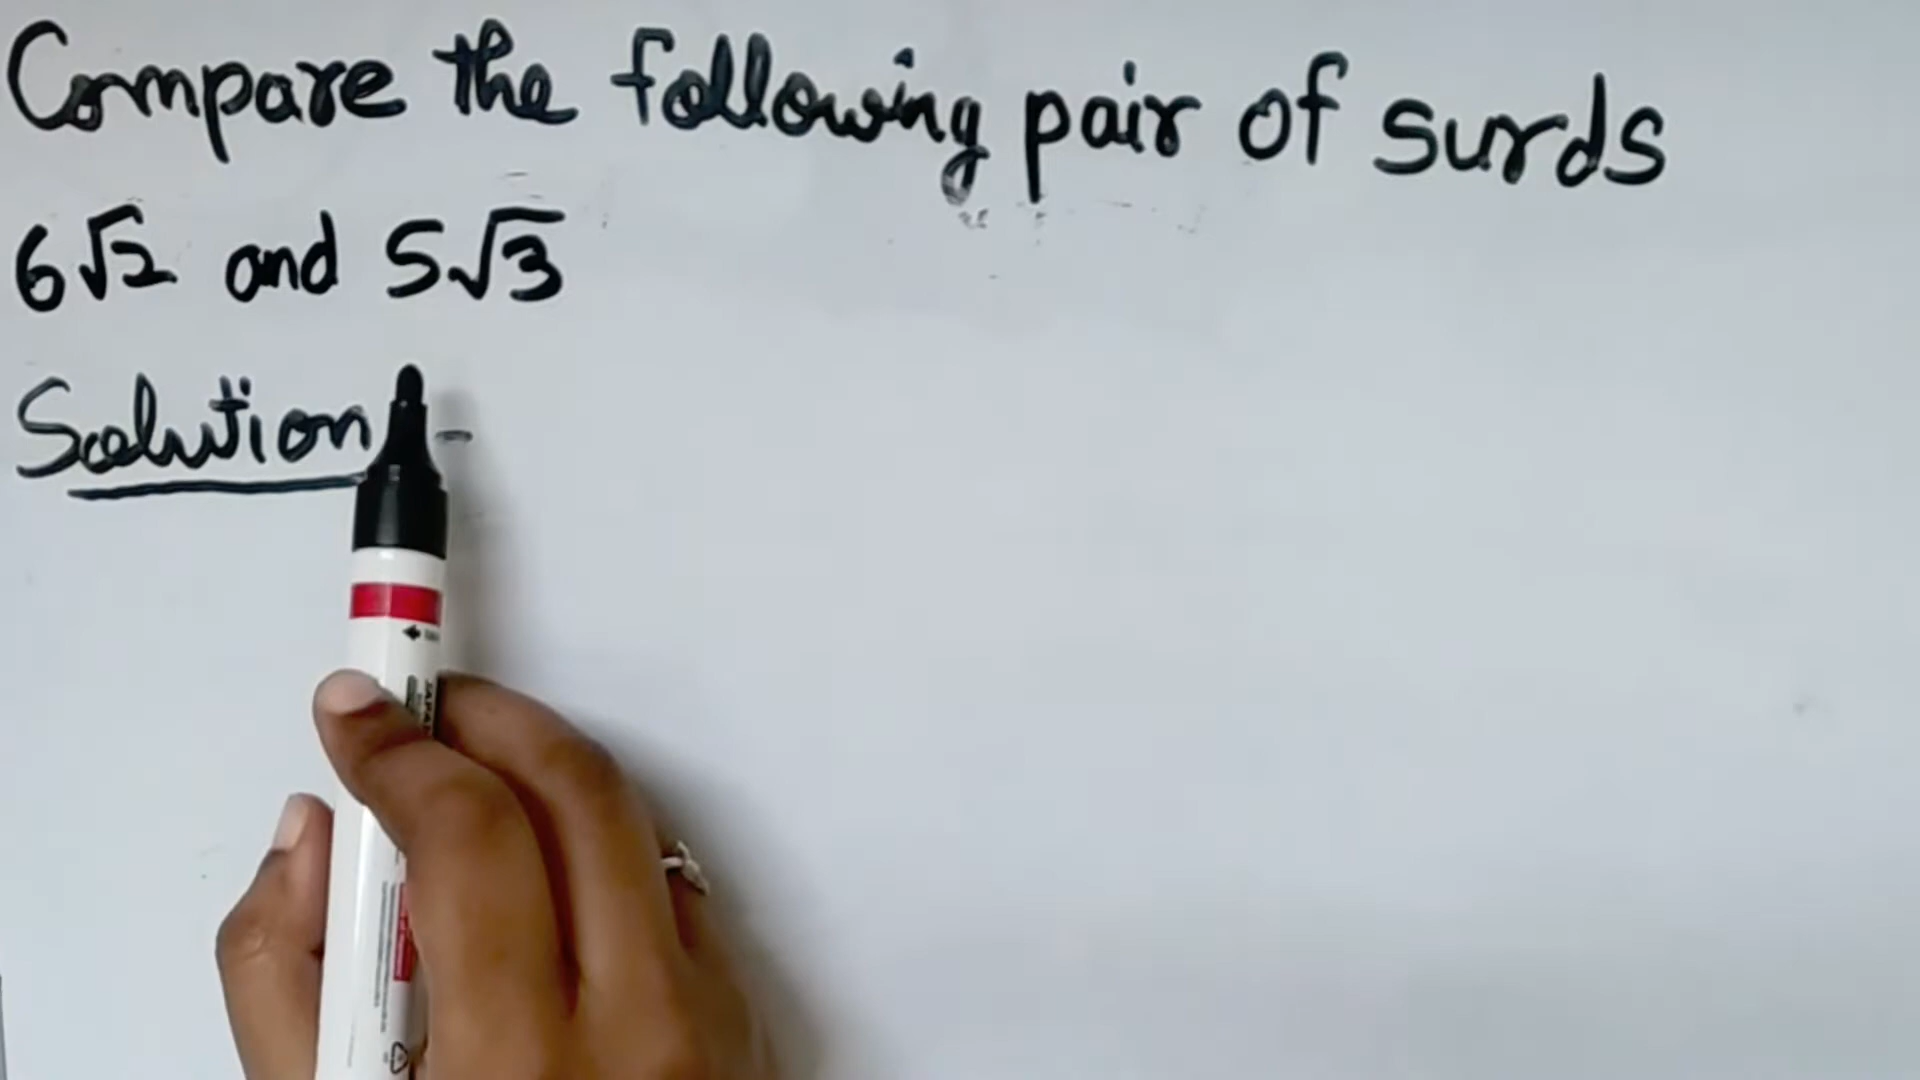 Compare the following pair of surds
6√2 and 5√3
Solution -